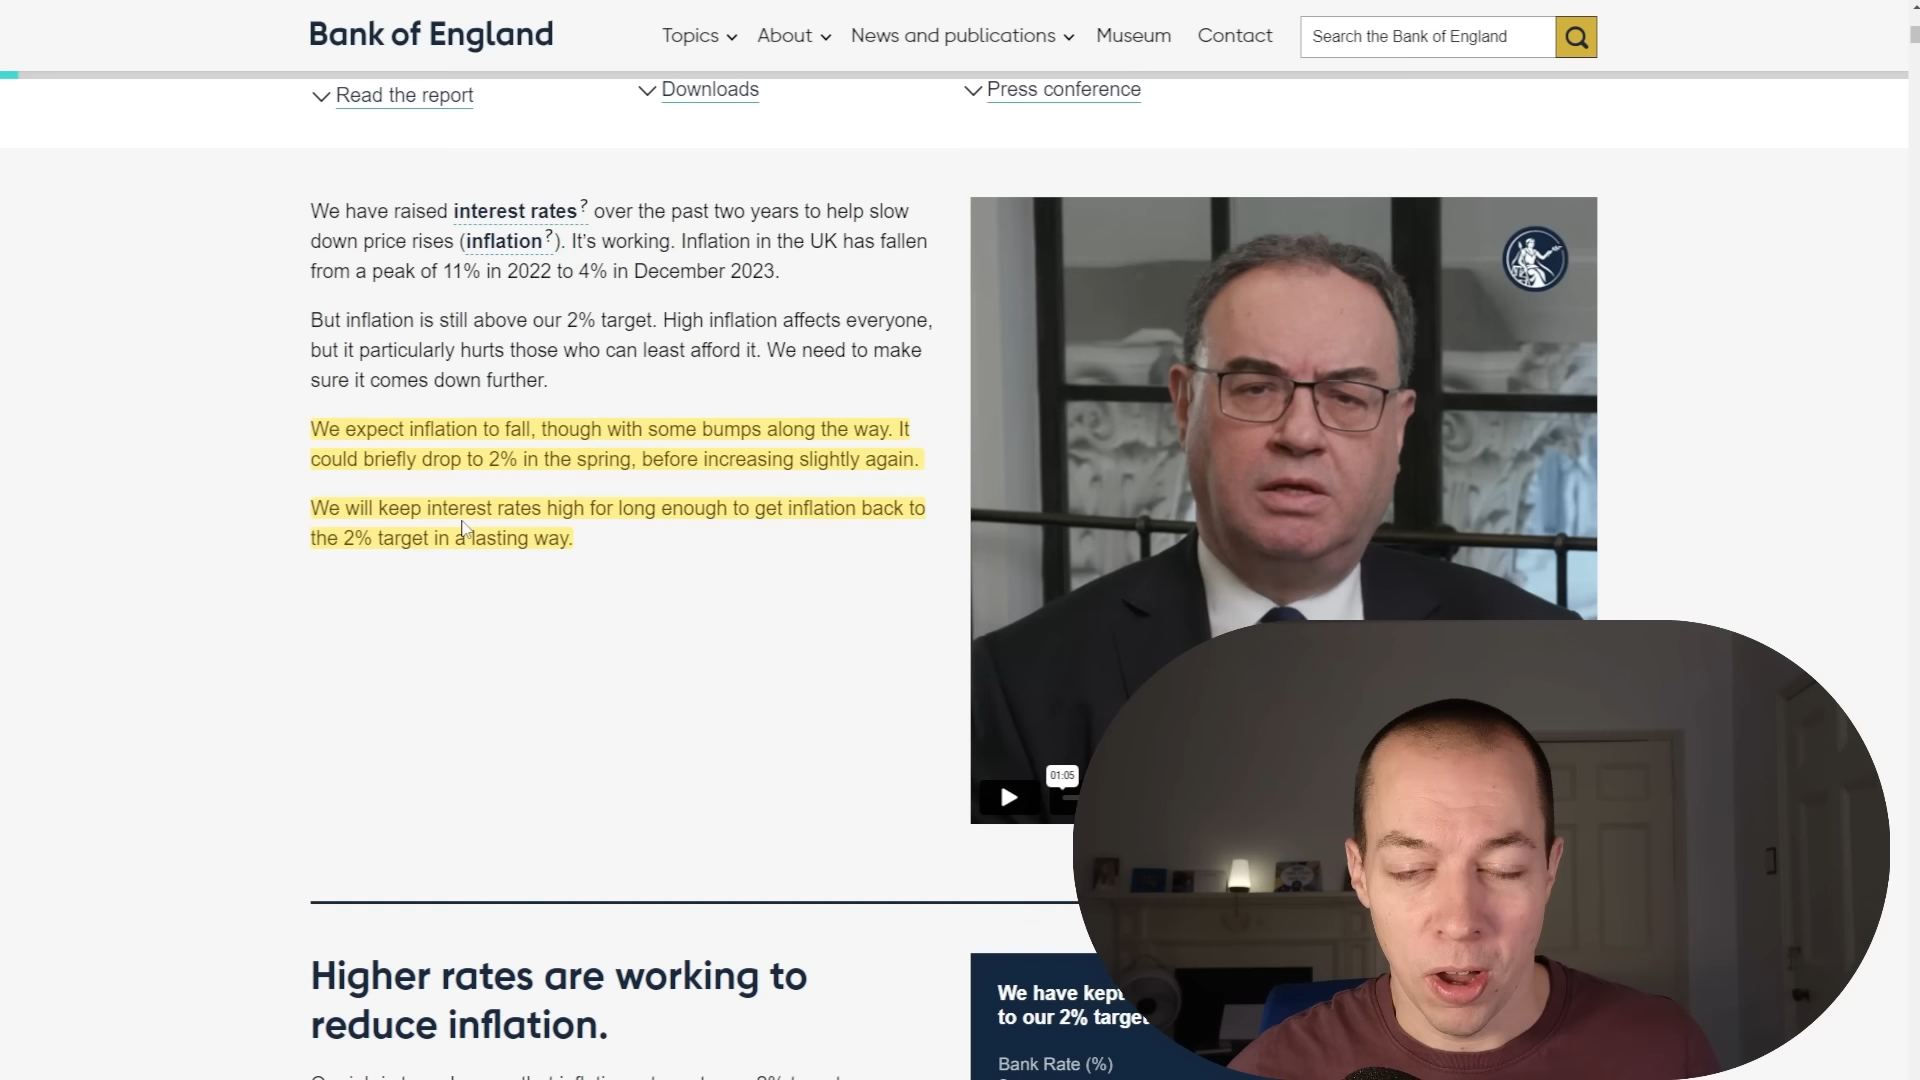 Bank of England
Topics
About
News and publications
Museum
Contact
Search the Bank of England
Read the report
Downloads
Press conference
We have raised interest rates? over the past two years to help slow
down price rises (inflation?). It's working. Inflation in the UK has fallen
from a peak of 11% in 2022 to 4% in December 2023.
But inflation is still above our 2% target. High inflation affects everyone,
but it particularly hurts those who can least afford it. We need to make
sure it comes down further.
We expect inflation to fall, though with some bumps along the way. It
could briefly drop to 2% in the spring, before increasing slightly again.
We will keep interest rates high for long enough to get inflation back to
the 2% target in a lasting way.
01:05
Higher rates are working to
reduce inflation.
We have kept
to our 2% target
Bank Rate (%)